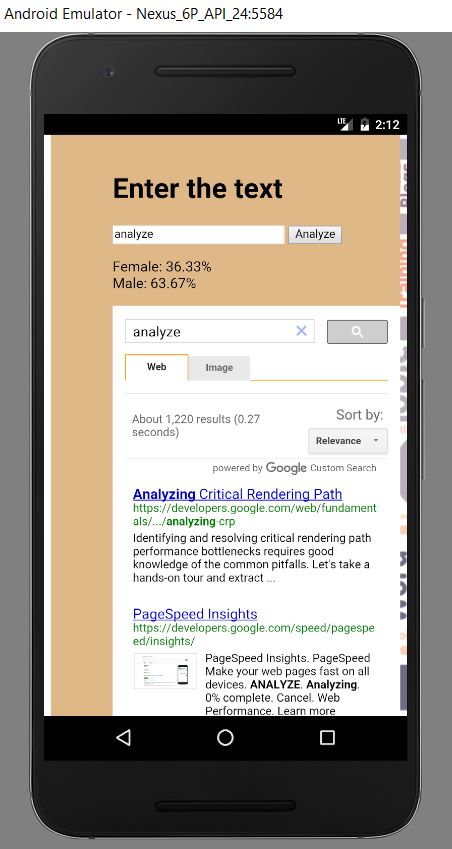 Android Emulator - Nexus_6P_API_24:5584
LTE 2:12
Enter the text
analyze Analyze
Female: 36.33%
Male: 63.67%
analyze
Web Image
About 1,220 results (0.27
seconds)
Sort by:
Relevance
powered by Google Custom Search
Analyzing Critical Rendering Path
https://developers.google.com/web/fundament
als/.../analyzing-crp
Identifying and resolving critical rendering path
performance bottlenecks requires good
knowledge of the common pitfalls. Let's take a
hands-on tour and extract ...
PageSpeed Insights
https://developers.google.com/speed/pagespe
ed/insights/
PageSpeed Insights. PageSpeed
Make your web pages fast on all
devices. ANALYZE. Analyzing.
0% complete. Cancel. Web
Performance. Learn more